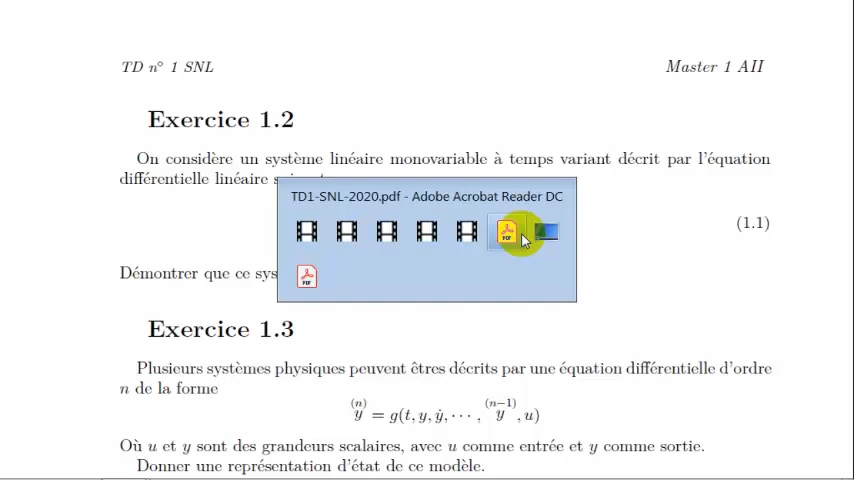 TD n° 1 SNL
Master 1 AII
Exercice 1.2
On considère un système linéaire monovariable à temps variant décrit par l'équation
différentielle linéaire
TD1-SNL-2020.pdf - Adobe Acrobat Reader DC
(1.1)
Démontrer que ce sys
Exercice 1.3
Plusieurs systèmes physiques peuvent êtres décrits par une équation différentielle d'ordre
n de la forme
(n) y = g(t, y, ẏ, ··· , (n−1) y , u)
Où u et y sont des grandeurs scalaires, avec u comme entrée et y comme sortie.
Donner une représentation d'état de ce modèle.